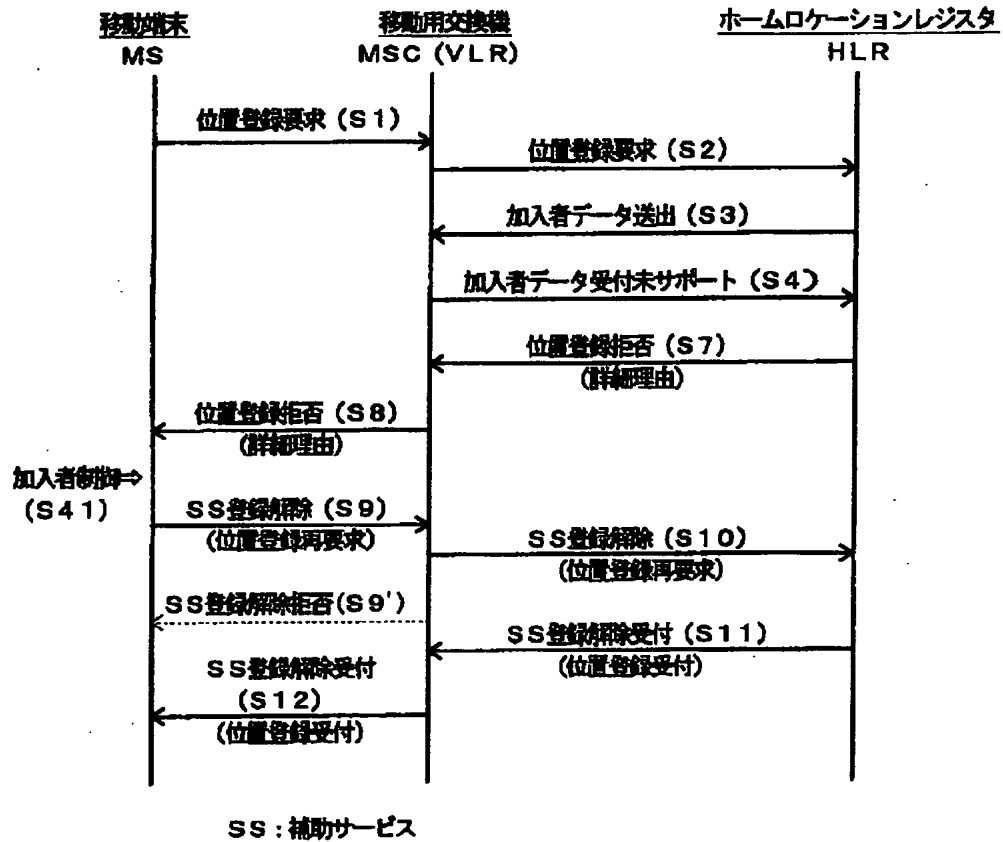 移動端末
MS
移動用交換機
MSC (VLR)
ホームロケーションレジスタ
HLR
位置登録要求 (S1)
位置登録要求 (S2)
加入者データ送出 (S3)
加入者データ受付未サポート (S4)
位置登録拒否 (S7)
(詳細理由)
位置登録拒否 (S8)
(詳細理由)
加入者制御⇒
(S41)
SS登録解除 (S9)
(位置登録再要求)
SS登録解除 (S10)
(位置登録再要求)
SS登録解除拒否(S9')
SS登録解除受付 (S11)
(位置登録受付)
SS登録解除受付
(S12)
(位置登録受付)
SS:補助サービス